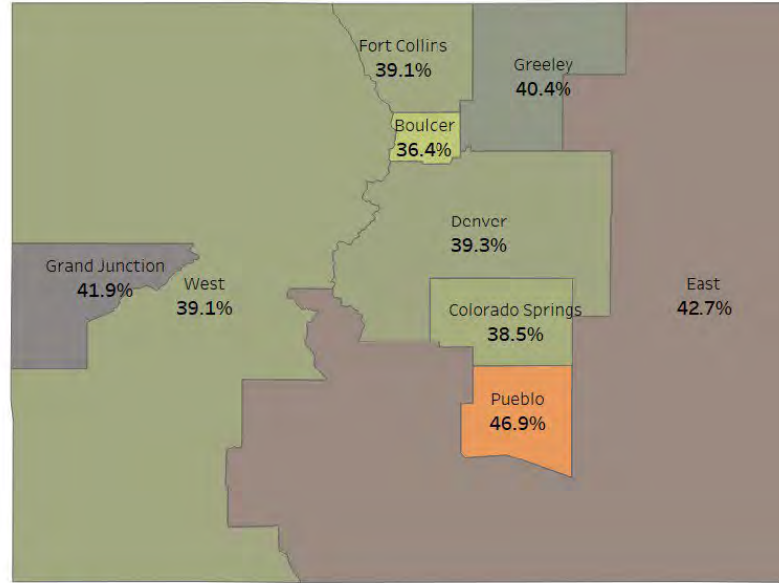 Fort Collins
39.1%
Greeley
40.4%
Boulcer
36.4%
Denver
39.3%
Grand Junction
41.9%
West
39.1%
East
42.7%
Colorado Springs
38.5%
Pueblo
46.9%